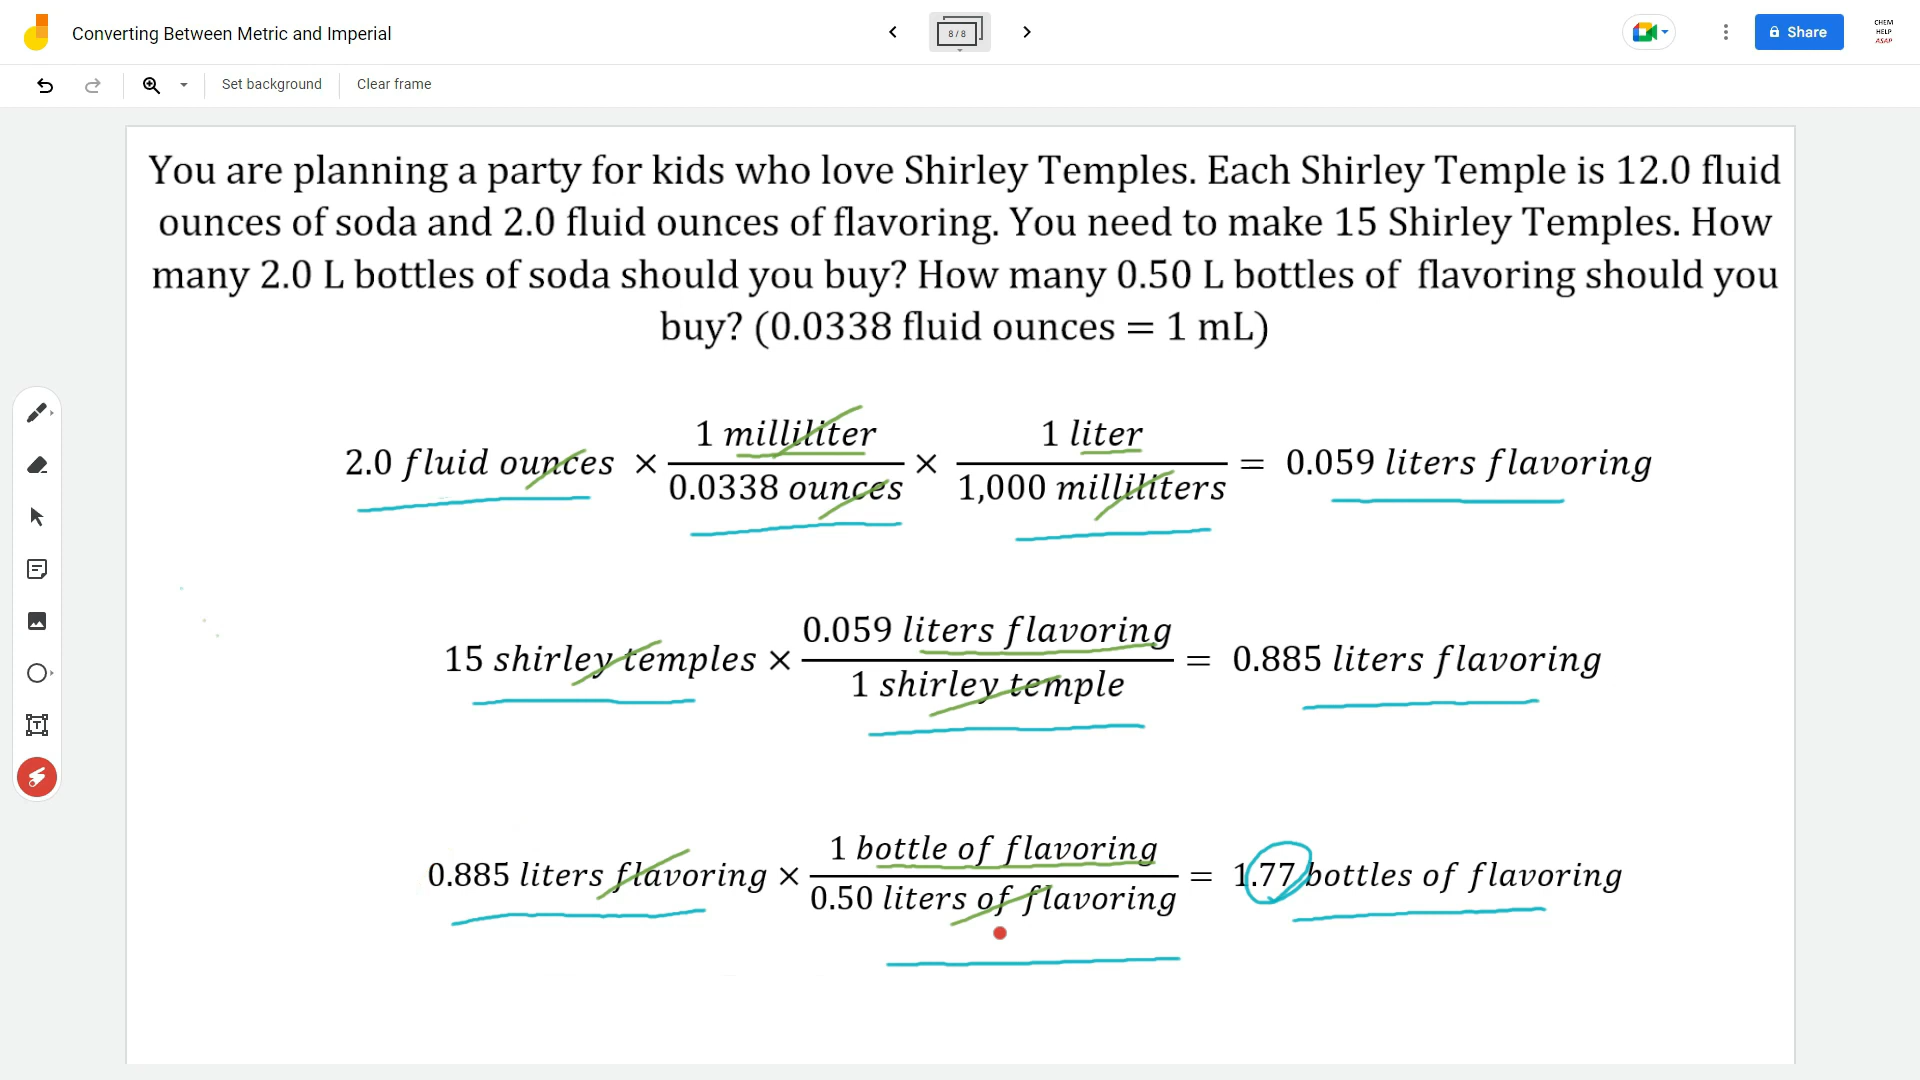 Converting Between Metric and Imperial
8 / 8
Share
CHEM
HELP
ASAP
Set background
Clear frame
You are planning a party for kids who love Shirley Temples. Each Shirley Temple is 12.0 fluid
ounces of soda and 2.0 fluid ounces of flavoring. You need to make 15 Shirley Temples. How
many 2.0 L bottles of soda should you buy? How many 0.50 L bottles of flavoring should you
buy? (0.0338 fluid ounces = 1 mL)
2.0 fluid ounces × 1 milliliter / 0.0338 ounces × 1 liter / 1,000 milliliters = 0.059 liters flavoring
15 shirley temples × 0.059 liters flavoring / 1 shirley temple = 0.885 liters flavoring
0.885 liters flavoring × 1 bottle of flavoring / 0.50 liters of flavoring = 1.77 bottles of flavoring